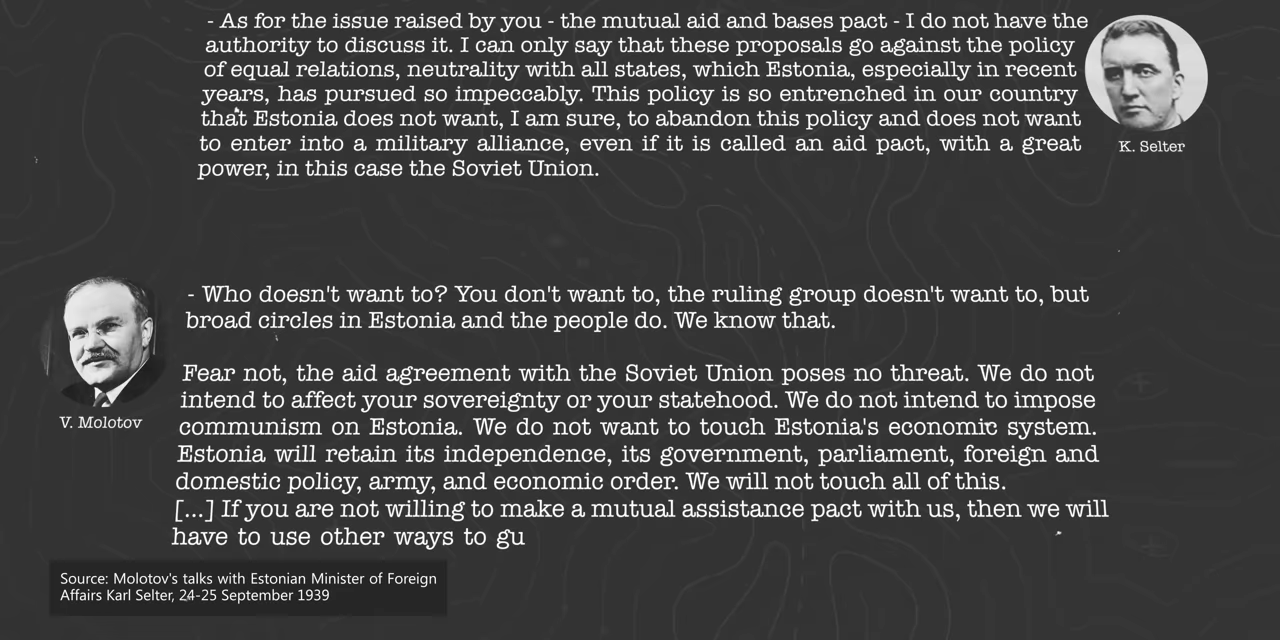 - As for the issue raised by you - the mutual aid and bases pact - I do not have the
authority to discuss it. I can only say that these proposals go against the policy
of equal relations, neutrality with all states, which Estonia, especially in recent
years, has pursued so impeccably. This policy is so entrenched in our country
that Estonia does not want, I am sure, to abandon this policy and does not want
to enter into a military alliance, even if it is called an aid pact, with a great
power, in this case the Soviet Union.
K. Selter
- Who doesn't want to? You don't want to, the ruling group doesn't want to, but
broad circles in Estonia and the people do. We know that.
Fear not, the aid agreement with the Soviet Union poses no threat. We do not
intend to affect your sovereignty or your statehood. We do not intend to impose
communism on Estonia. We do not want to touch Estonia's economic system.
Estonia will retain its independence, its government, parliament, foreign and
domestic policy, army, and economic order. We will not touch all of this.
[...] If you are not willing to make a mutual assistance pact with us, then we will
have to use other ways to gu
V. Molotov
Source: Molotov's talks with Estonian Minister of Foreign
Affairs Karl Selter, 24-25 September 1939